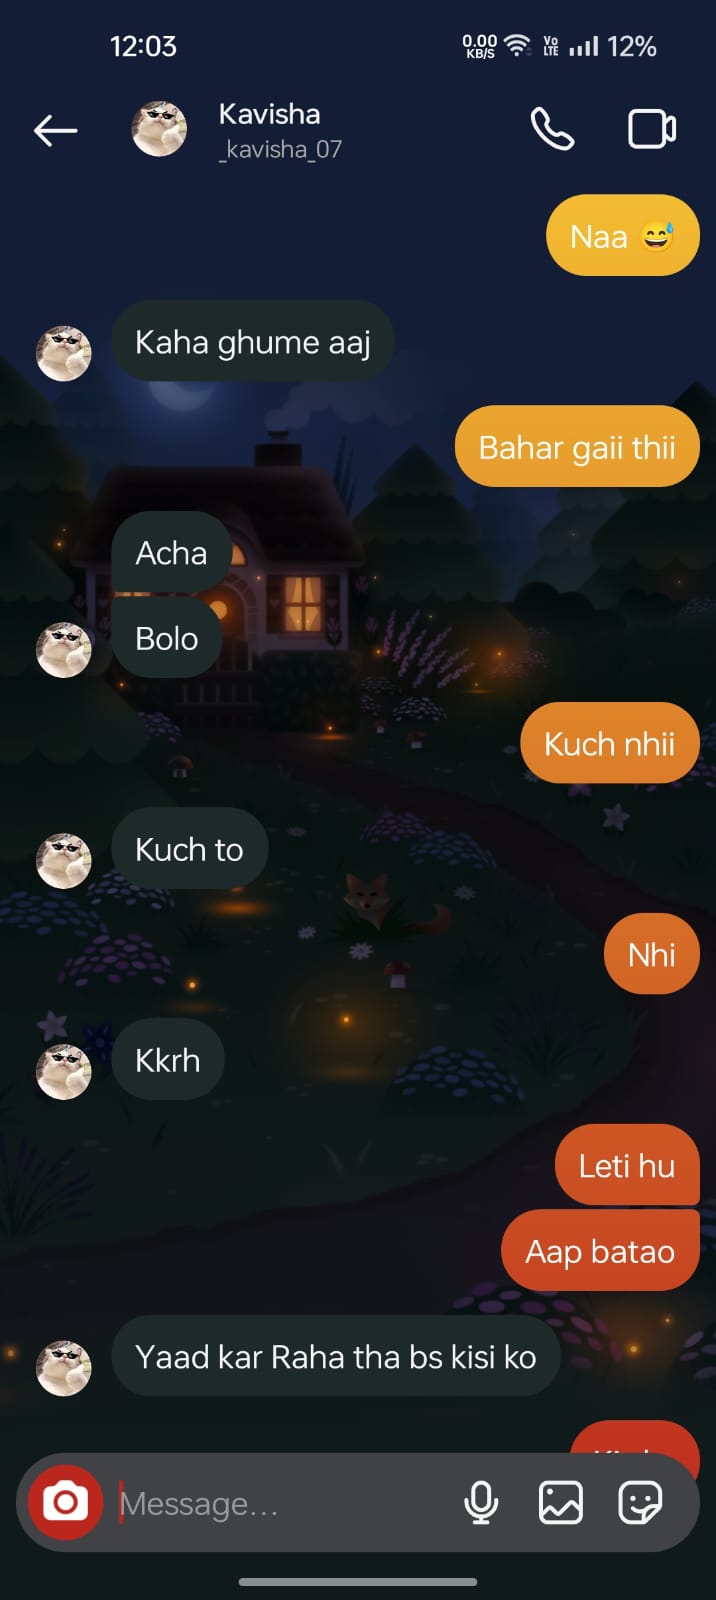 12:03
0.00 KB/S Vo LTE 12%
Kavisha
_kavisha_07
Naa 😅
Kaha ghume aaj
Bahar gaii thii
Acha
Bolo
Kuch nhii
Kuch to
Nhi
Kkrh
Leti hu
Aap batao
Yaad kar Raha tha bs kisi ko
Message...